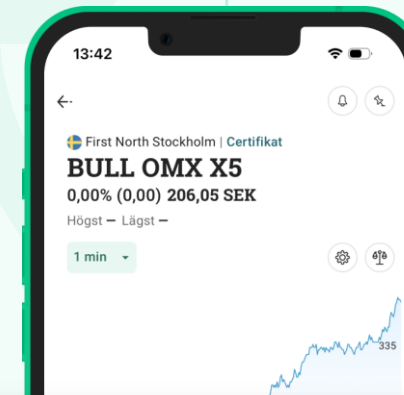 13:42
First North Stockholm | Certifikat
BULL OMX X5
0,00% (0,00) 206,05 SEK
Högst – Lägst –
1 min
335